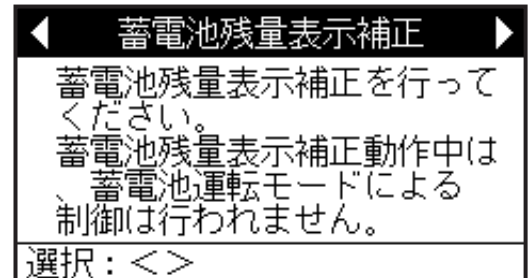 ◀ 蓄電池残量表示補正 ▶
蓄電池残量表示補正を行って
ください。
蓄電池残量表示補正動作中は
、蓄電池運転モードによる
制御は行われません。
選択：＜＞